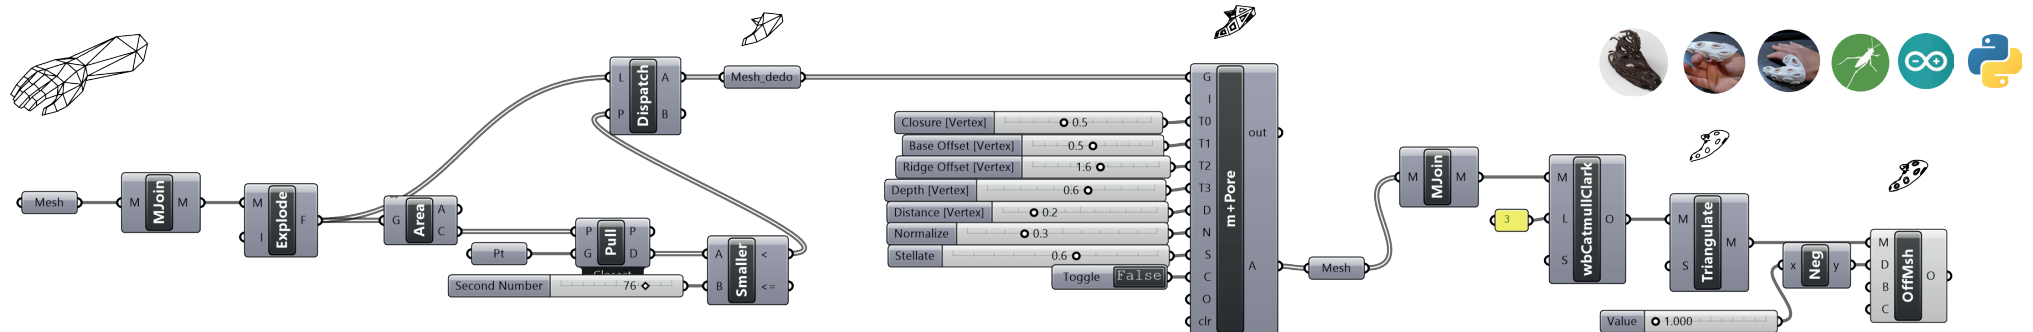 Mesh
M MJoin M
M Explode F
I
G Area A
C
Pt
P Pull P
G D
Closest
Second Number 76
A Smaller <
B <=
L Dispatch A
P B
Mesh_dedo
Closure [Vertex] 0.5
Base Offset [Vertex] 0.5
Ridge Offset [Vertex] 1.6
Depth [Vertex] 0.6
Distance [Vertex] 0.2
Normalize 0.3
Stellate 0.6
Toggle False
G
I
T0
T1
T2
T3
D
N
S
C
O
clr
m+Pore
out
A
Mesh
M MJoin M
3
M
L
S
wbCatmullClark
O
M Triangulate M
S
Value 1.000
x Neg y
M
D
B
C
OffMsh
O